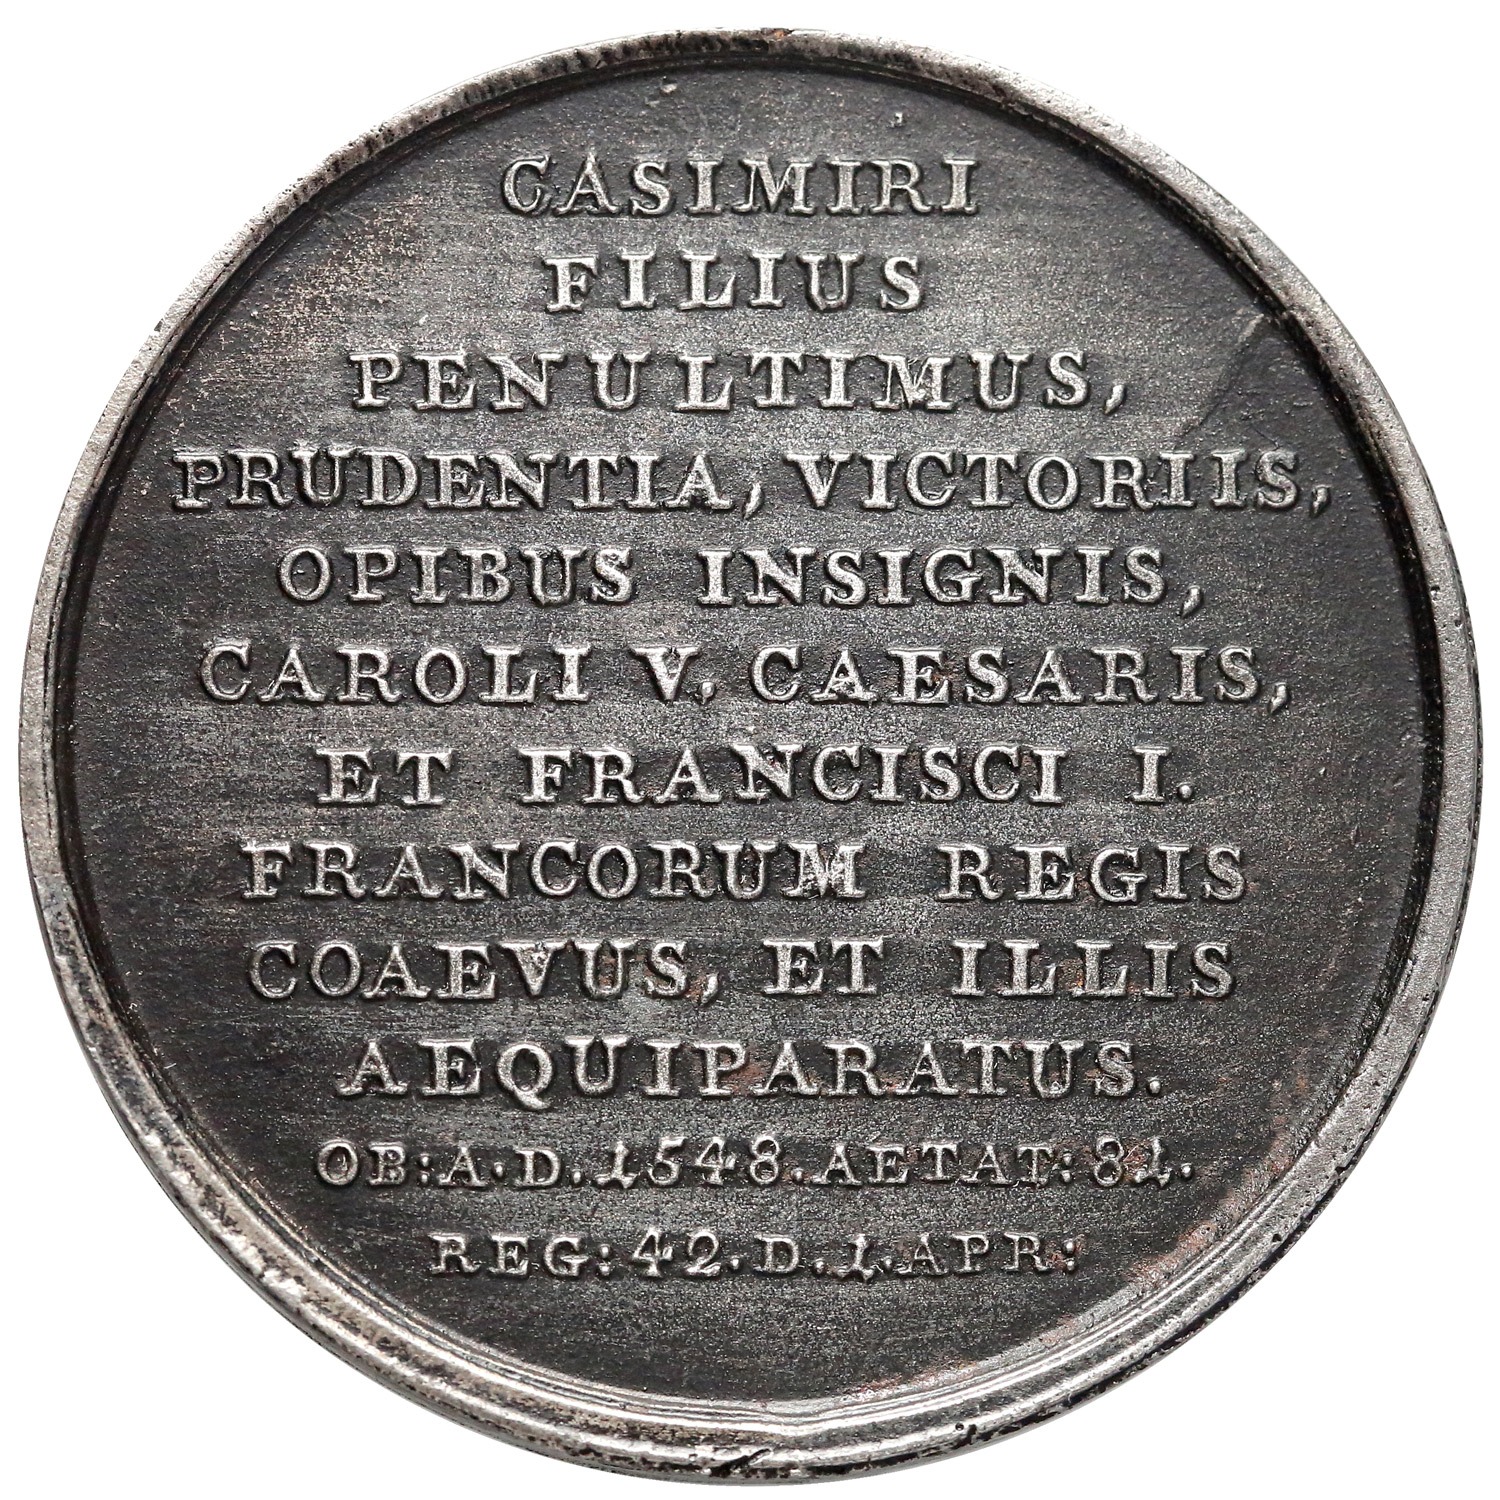 CASIMIRI
FILIUS
PENULTIMUS,
PRUDENTIA, VICTORIIS,
OPIBUS INSIGNIS,
CAROLI V. CAESARIS,
ET FRANCISCI I.
FRANCORUM REGIS
COAEVUS, ET ILLIS
AEQUIPARATUS.
OB:A.D.1548.AETAT:81.
REG:42.D.1.APR: